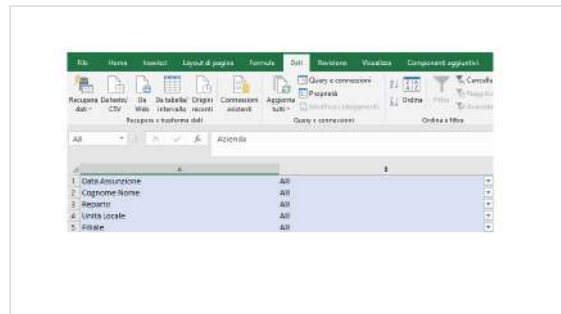 File Home Inserisci Layout di pagina Formule Dati Revisione Visualizza Componenti aggiuntivi
Recupera dati Da testo/CSV Da Web Da tabella/intervallo Origini recenti Connessioni esistenti
Aggiorna tutti
Query e connessioni
Proprietà
Modifica collegamenti
Ordina Filtro
Cancella
Recupera e trasforma dati Query e connessioni Ordina e filtra
A8 fx Azienda
A B
1 Data Assunzione All
2 Cognome Nome All
3 Reparto All
4 Unità Locale All
5 Filiale All